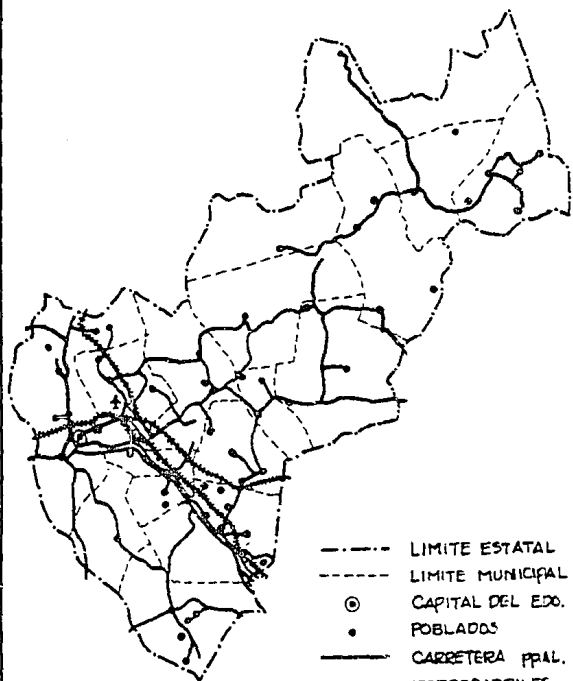 LIMITE ESTATAL
LIMITE MUNICIPAL
CAPITAL DEL EDO.
POBLADOS
CARRETERA ppAL.